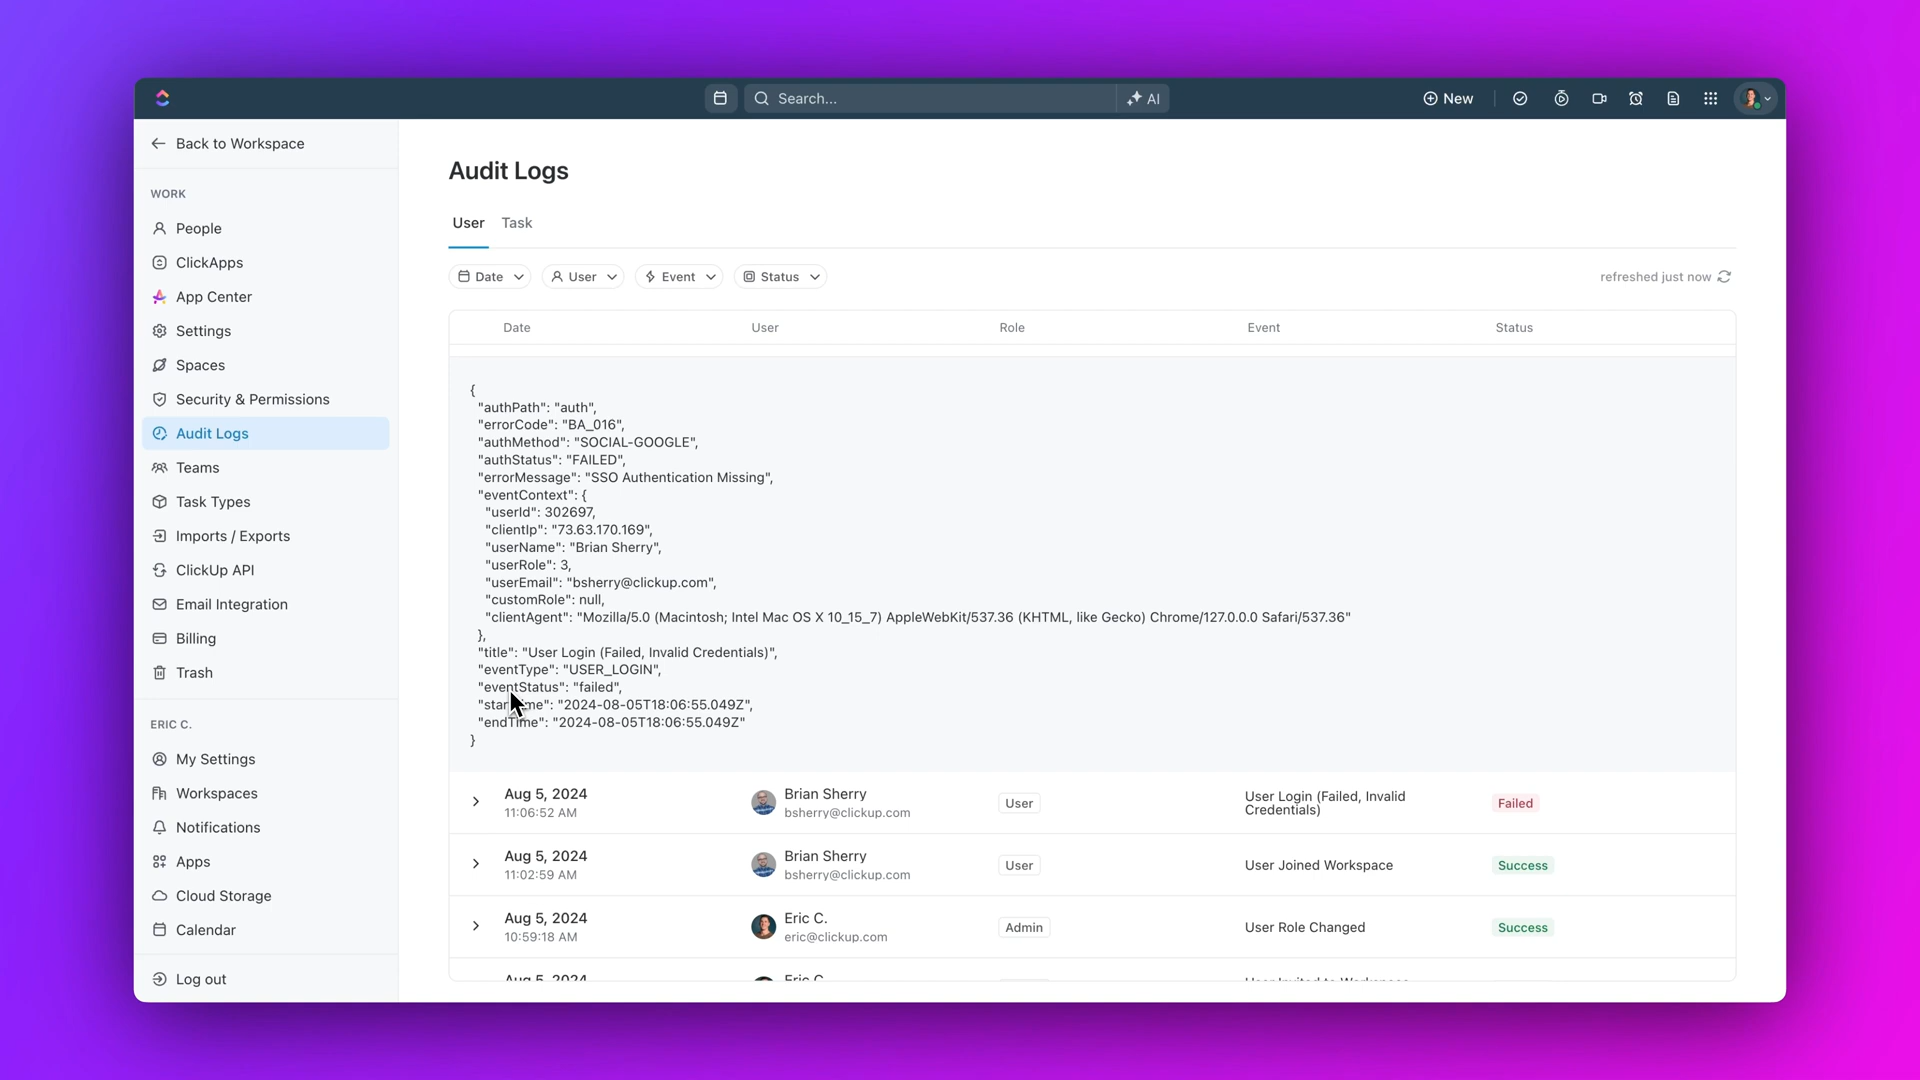 Search...
AI
New
Back to Workspace
WORK
People
ClickApps
App Center
Settings
Spaces
Security & Permissions
Audit Logs
Teams
Task Types
Imports / Exports
ClickUp API
Email Integration
Billing
Trash
ERIC C.
My Settings
Workspaces
Notifications
Apps
Cloud Storage
Calendar
Log out
Audit Logs
User Task
Date User Event Status refreshed just now
Date User Role Event Status
{
"authPath": "auth",
"errorCode": "BA_016",
"authMethod": "SOCIAL-GOOGLE",
"authStatus": "FAILED",
"errorMessage": "SSO Authentication Missing",
"eventContext": {
"userId": 302697,
"clientIp": "73.63.170.169",
"userName": "Brian Sherry",
"userRole": 3,
"userEmail": "bsherry@clickup.com",
"customRole": null,
"clientAgent": "Mozilla/5.0 (Macintosh; Intel Mac OS X 10_15_7) AppleWebKit/537.36 (KHTML, like Gecko) Chrome/127.0.0.0 Safari/537.36"
},
"title": "User Login (Failed, Invalid Credentials)",
"eventType": "USER_LOGIN",
"eventStatus": "failed",
"startTime": "2024-08-05T18:06:55.049Z",
"endTime": "2024-08-05T18:06:55.049Z"
}
Aug 5, 2024
11:06:52 AM
Brian Sherry
bsherry@clickup.com
User
User Login (Failed, Invalid
Credentials)
Failed
Aug 5, 2024
11:02:59 AM
Brian Sherry
bsherry@clickup.com
User
User Joined Workspace
Success
Aug 5, 2024
10:59:18 AM
Eric C.
eric@clickup.com
Admin
User Role Changed
Success
Aug 5, 2024
Eric C.
User Invited to Workspace